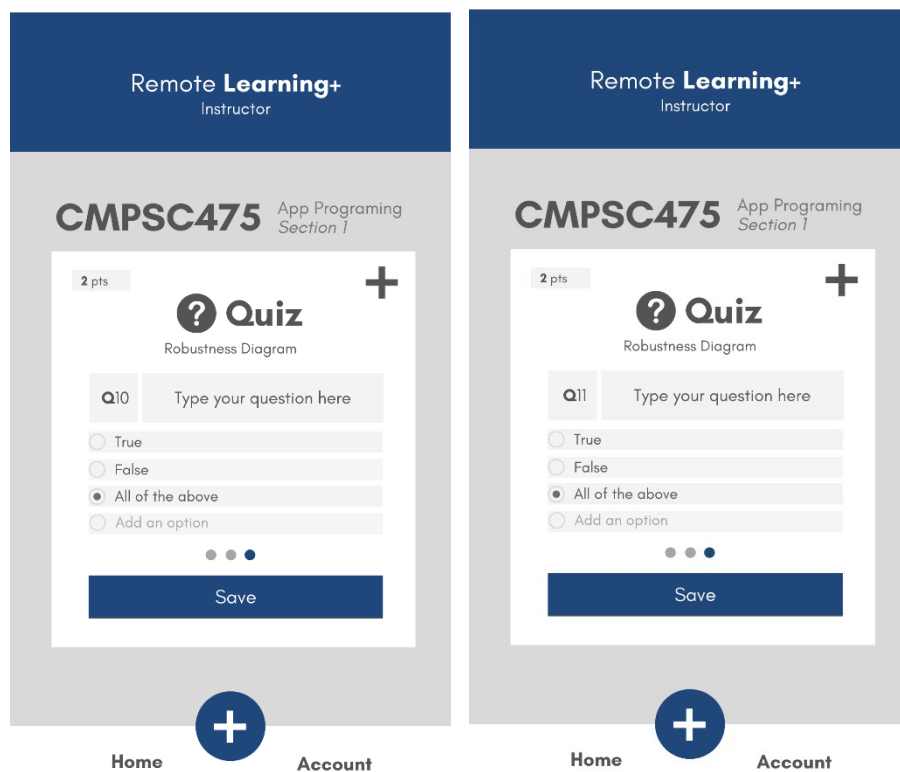 Remote Learning+
Instructor
CMPSC475
App Programing
Section 1
2 pts
+
? Quiz
Robustness Diagram
Q10
Type your question here
True
False
All of the above
Add an option
Save
+
Home
Account
Remote Learning+
Instructor
CMPSC475
App Programing
Section 1
2 pts
+
? Quiz
Robustness Diagram
Q11
Type your question here
True
False
All of the above
Add an option
Save
+
Home
Account